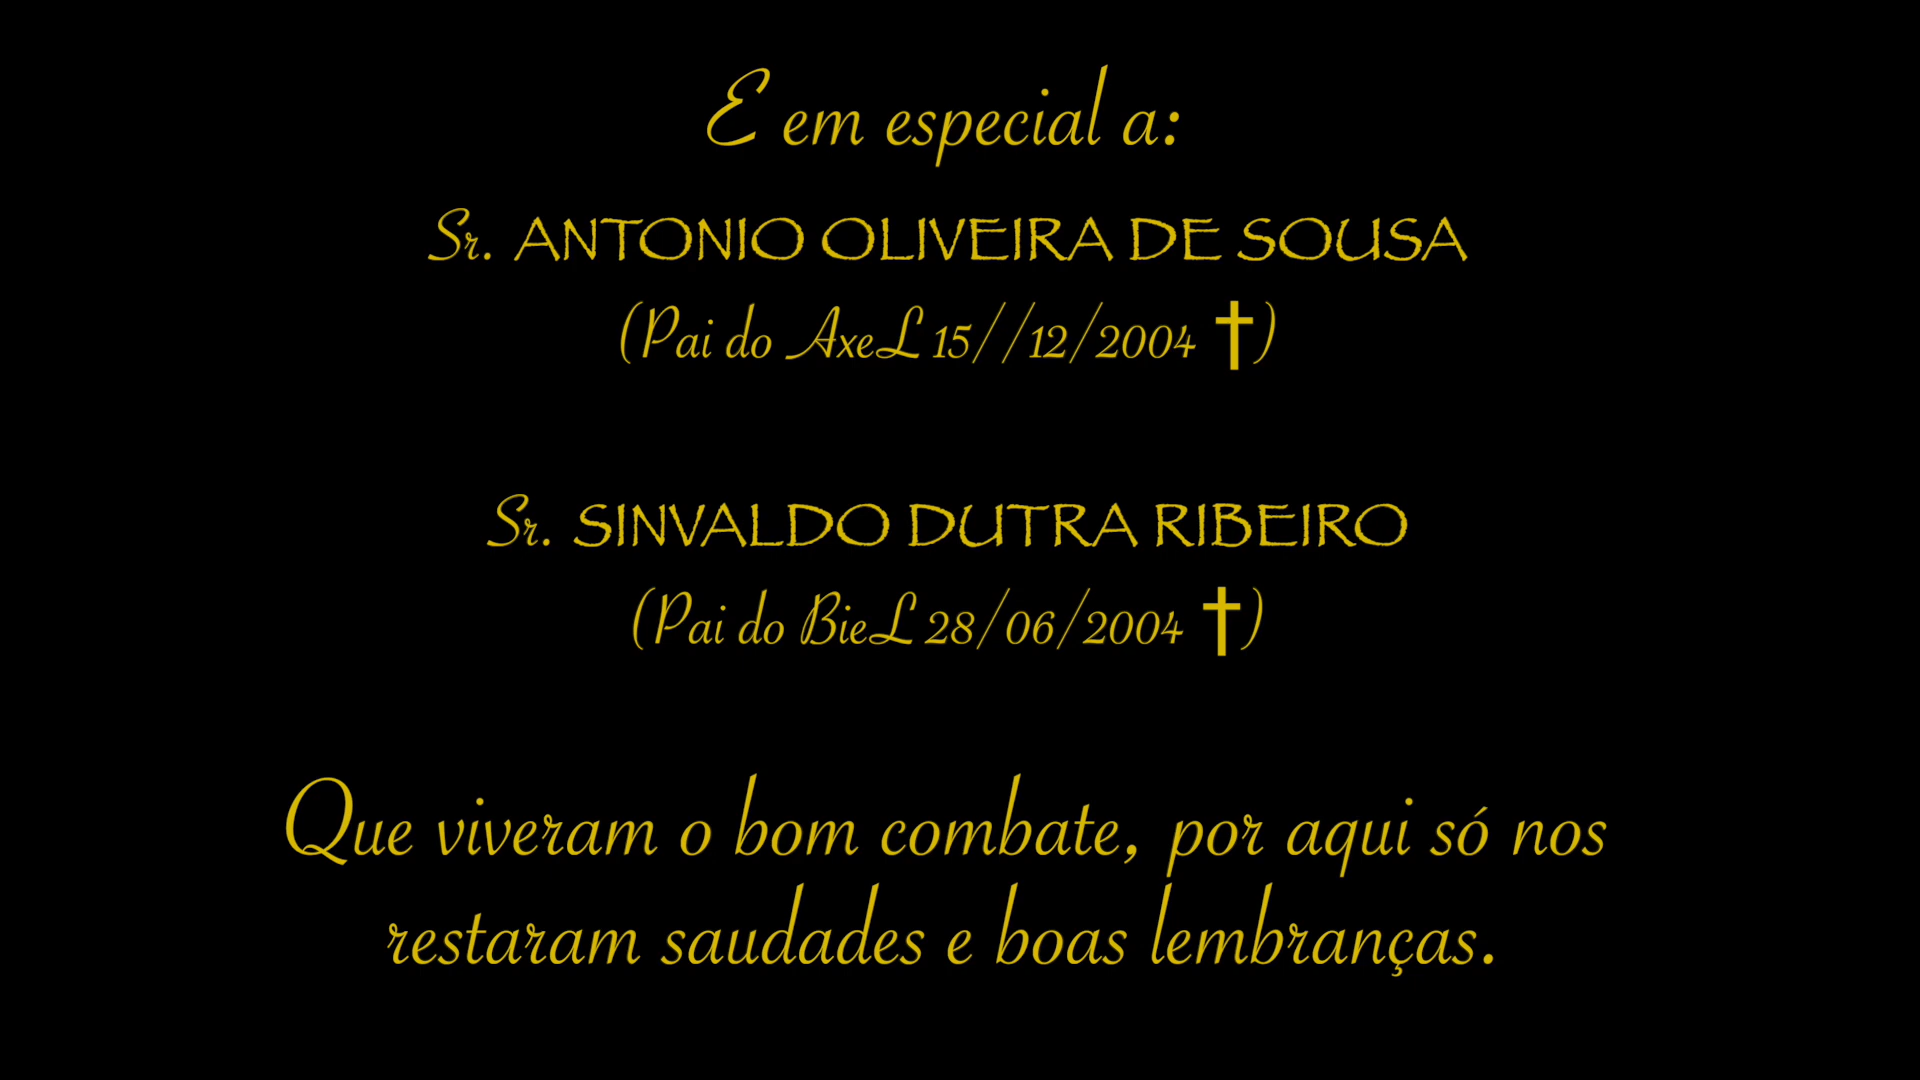 E em especial a:
Sr. ANTONIO OLIVEIRA DE SOUSA
(Pai do AxeL 15//12/2004 ✝)
Sr. SINVALDO DUTRA RIBEIRO
(Pai do BieL 28/06/2004 ✝)
Que viveram o bom combate, por aqui só nos
restaram saudades e boas lembranças.